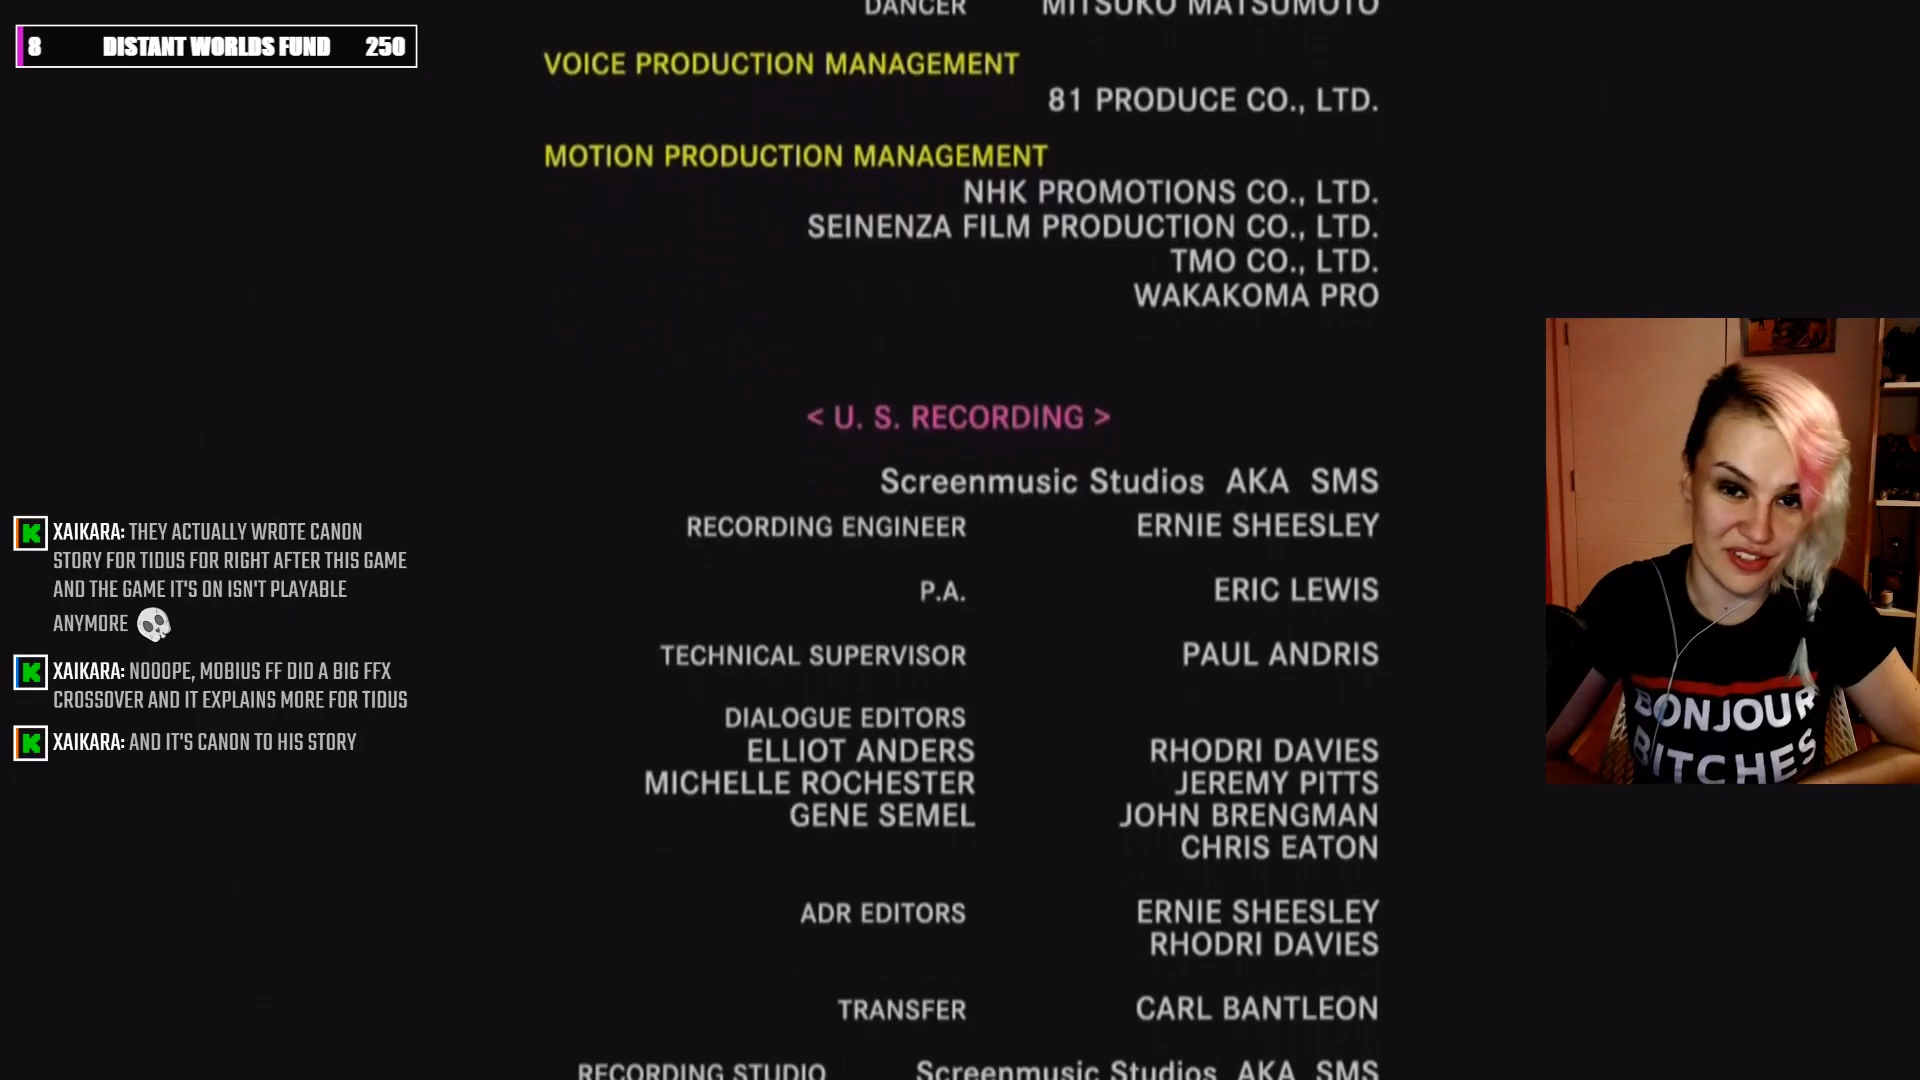 8 DISTANT WORLDS FUND 250
DANCER MITSUKO MATSUMOTO
VOICE PRODUCTION MANAGEMENT
81 PRODUCE CO., LTD.
MOTION PRODUCTION MANAGEMENT
NHK PROMOTIONS CO., LTD.
SEINENZA FILM PRODUCTION CO., LTD.
TMO CO., LTD.
WAKAKOMA PRO
< U. S. RECORDING >
Screenmusic Studios AKA SMS
RECORDING ENGINEER ERNIE SHEESLEY
P.A. ERIC LEWIS
TECHNICAL SUPERVISOR PAUL ANDRIS
DIALOGUE EDITORS
ELLIOT ANDERS RHODRI DAVIES
MICHELLE ROCHESTER JEREMY PITTS
GENE SEMEL JOHN BRENGMAN
CHRIS EATON
ADR EDITORS ERNIE SHEESLEY
RHODRI DAVIES
TRANSFER CARL BANTLEON
RECORDING STUDIO Screenmusic Studios AKA SMS
K XAIKARA: THEY ACTUALLY WROTE CANON
STORY FOR TIDUS FOR RIGHT AFTER THIS GAME
AND THE GAME IT'S ON ISN'T PLAYABLE
ANYMORE
K XAIKARA: NOOOPE, MOBIUS FF DID A BIG FFX
CROSSOVER AND IT EXPLAINS MORE FOR TIDUS
K XAIKARA: AND IT'S CANON TO HIS STORY
BONJOUR
BITCHES